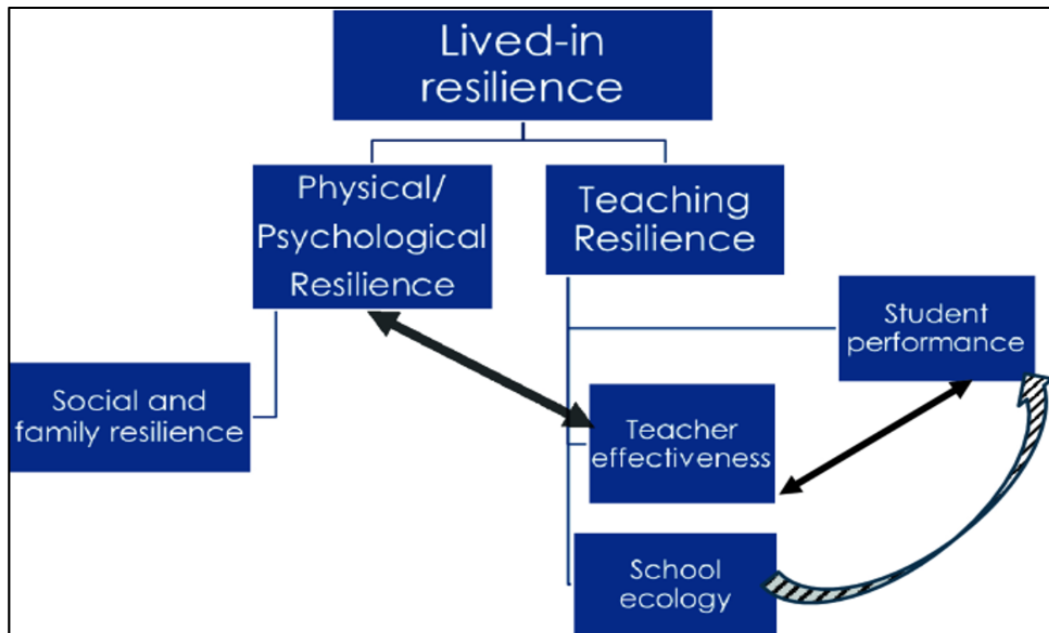 Lived-in
resilience
Physical/
Psychological
Resilience
Teaching
Resilience
Student
performance
Social and
family resilience
Teacher
effectiveness
School
ecology